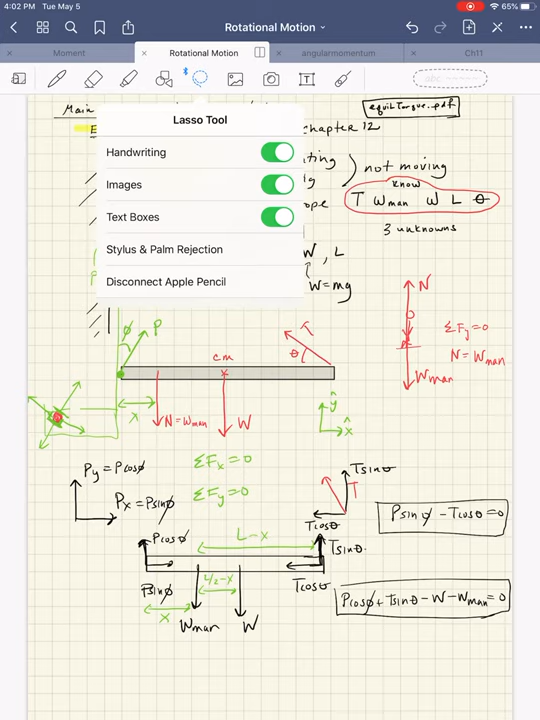 4:02 PM Tue May 5
65%
Rotational Motion
Moment
Rotational Motion
angularmomentum
Ch11
abc
Main
equilTorque.pdf
E
chapter 12
Lasso Tool
Handwriting
Images
Text Boxes
Stylus & Palm Rejection
Disconnect Apple Pencil
not moving
know
T Wman W L θ
3 unknowns
W, L
W=mg
ϕ
P
T
θ
cm
x
N=Wman
W
ŷ
x̂
N
Wman
ΣFy=0
N=Wman
Py=Pcosϕ
Px=Psinϕ
ΣFx=0
ΣFy=0
Tsinθ
T
Tcosθ
Psinϕ-Tcosθ=0
Pcosϕ
L-x
Tsinθ
Psinϕ
L/2-x
Tcosθ
x
Wman
W
Pcosϕ+Tsinθ-W-Wman=0